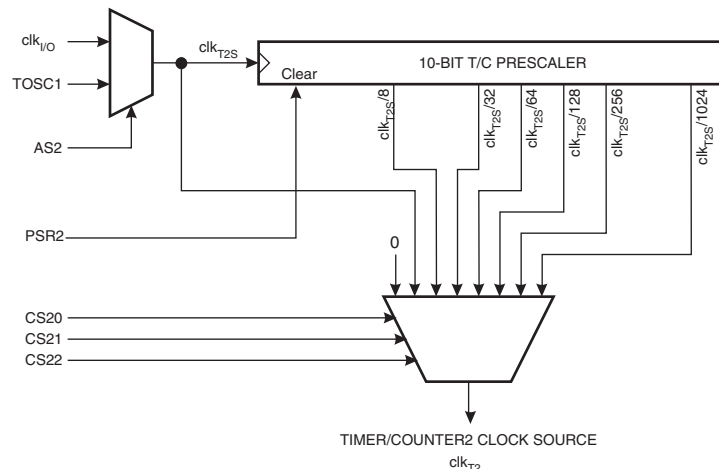 clkI/O
clkT2S
10-BIT T/C PRESCALER
TOSC1
Clear
clkT2S/8
clkT2S/32
clkT2S/64
clkT2S/128
clkT2S/256
clkT2S/1024
AS2
PSR2
0
CS20
CS21
CS22
TIMER/COUNTER2 CLOCK SOURCE
clkT2